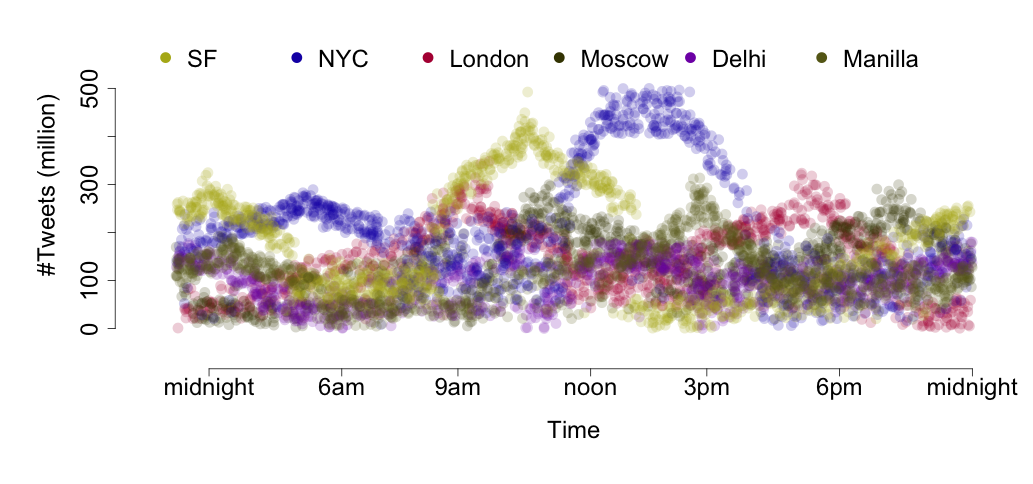 SF NYC London Moscow Delhi Manilla
#Tweets (million)
500
300
100
0
midnight 6am 9am noon 3pm 6pm midnight
Time